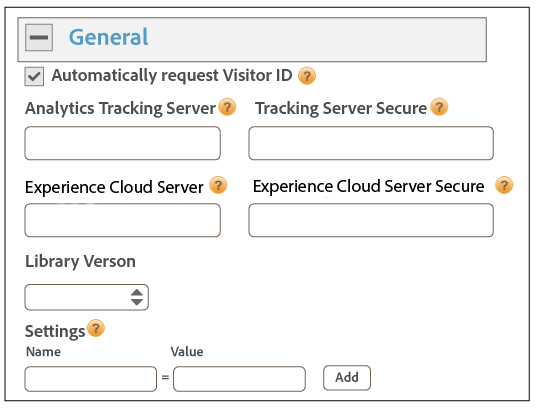 General
Automatically request Visitor ID ?
Analytics Tracking Server ? Tracking Server Secure ?
Experience Cloud Server ? Experience Cloud Server Secure ?
Library Verson
Settings ?
Name Value
= Add